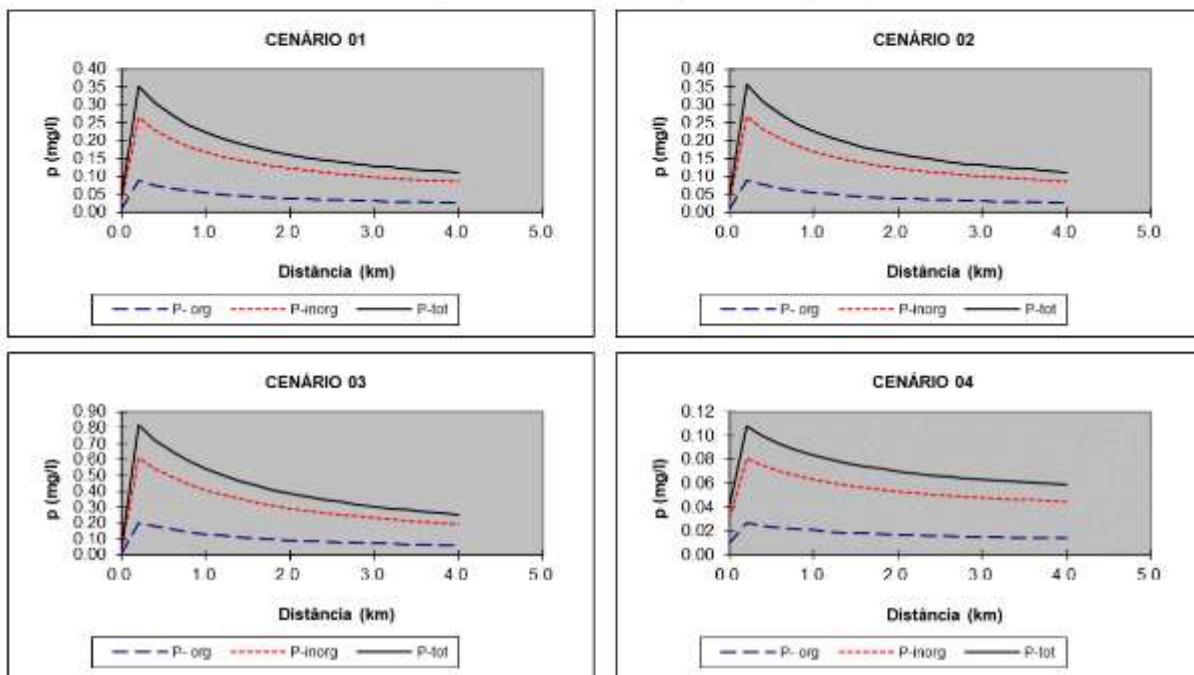 CENÁRIO 01
p (mg/l)
0.40
0.35
0.30
0.25
0.20
0.15
0.10
0.05
0.00
0.0 1.0 2.0 3.0 4.0 5.0
Distância (km)
P- org P-inorg P-tot
CENÁRIO 02
p (mg/l)
0.40
0.35
0.30
0.25
0.20
0.15
0.10
0.05
0.00
0.0 1.0 2.0 3.0 4.0 5.0
Distância (km)
P- org P-inorg P-tot
CENÁRIO 03
p (mg/l)
0.90
0.80
0.70
0.60
0.50
0.40
0.30
0.20
0.10
0.00
0.0 1.0 2.0 3.0 4.0 5.0
Distância (km)
P- org P-inorg P-tot
CENÁRIO 04
p (mg/l)
0.12
0.10
0.08
0.06
0.04
0.02
0.00
0.0 1.0 2.0 3.0 4.0 5.0
Distância (km)
P- org P-inorg P-tot